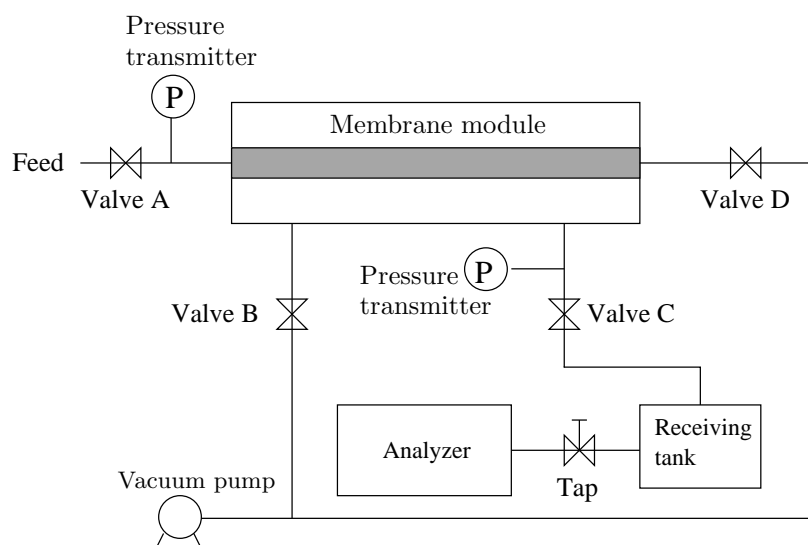 Pressure
transmitter
P
Membrane module
Feed
Valve A
Valve D
Pressure
transmitter
P
Valve B
Valve C
Analyzer
Receiving
tank
Tap
Vacuum pump